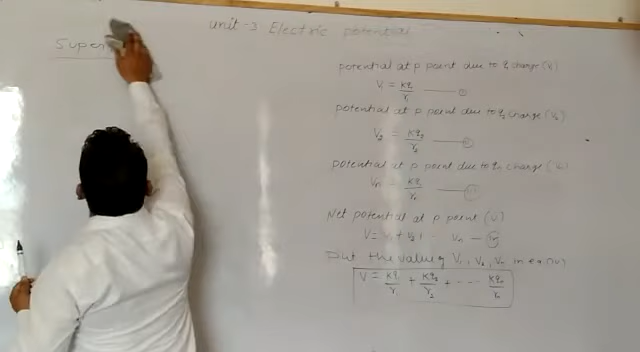 unit-3 Electric potential
Super
potential at p point due to q₁ charge (V₁)
V₁ = Kq₁/r₁ —— ①
potential at p point due to q₂ charge (V₂)
V₂ = Kq₂/r₂ ——
potential at p point due to qn charge
Vn = Kq/rn ——
Net potential at p point (V)
V = V₁ + V₂ + Vn —
Put the value of V₁, V₂, Vn in eq (IV)
V = Kq₁/r₁ + Kq₂/r₂ + --- Kqn/rn